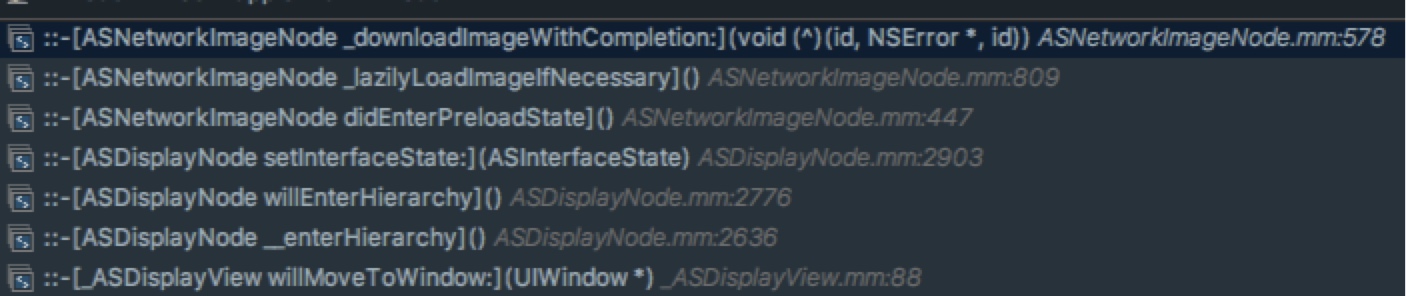 ::-[ASNetworkImageNode _downloadImageWithCompletion:](void (^)(id, NSError *, id)) ASNetworkImageNode.mm:578
::-[ASNetworkImageNode _lazilyLoadImageIfNecessary]() ASNetworkImageNode.mm:809
::-[ASNetworkImageNode didEnterPreloadState]() ASNetworkImageNode.mm:447
::-[ASDisplayNode setInterfaceState:](ASInterfaceState) ASDisplayNode.mm:2903
::-[ASDisplayNode willEnterHierarchy]() ASDisplayNode.mm:2776
::-[ASDisplayNode __enterHierarchy]() ASDisplayNode.mm:2636
::-[_ASDisplayView willMoveToWindow:](UIWindow *) _ASDisplayView.mm:88